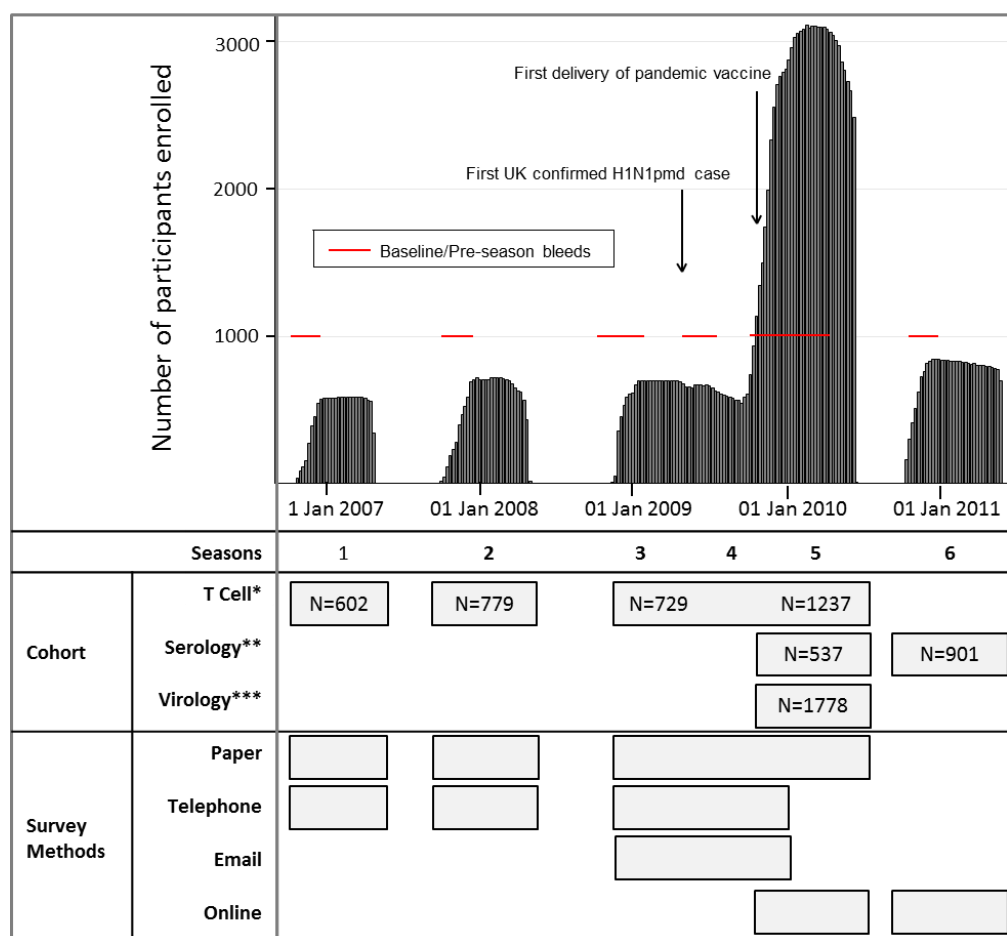 Number of participants enrolled
3000
First delivery of pandemic vaccine
2000
First UK confirmed H1N1pmd case
Baseline/Pre-season bleeds
1000
1 Jan 2007 01 Jan 2008 01 Jan 2009 01 Jan 2010 01 Jan 2011
Seasons 1 2 3 4 5 6
Cohort
T Cell* N=602 N=779 N=729 N=1237
Serology** N=537 N=901
Virology*** N=1778
Survey
Methods
Paper
Telephone
Email
Online